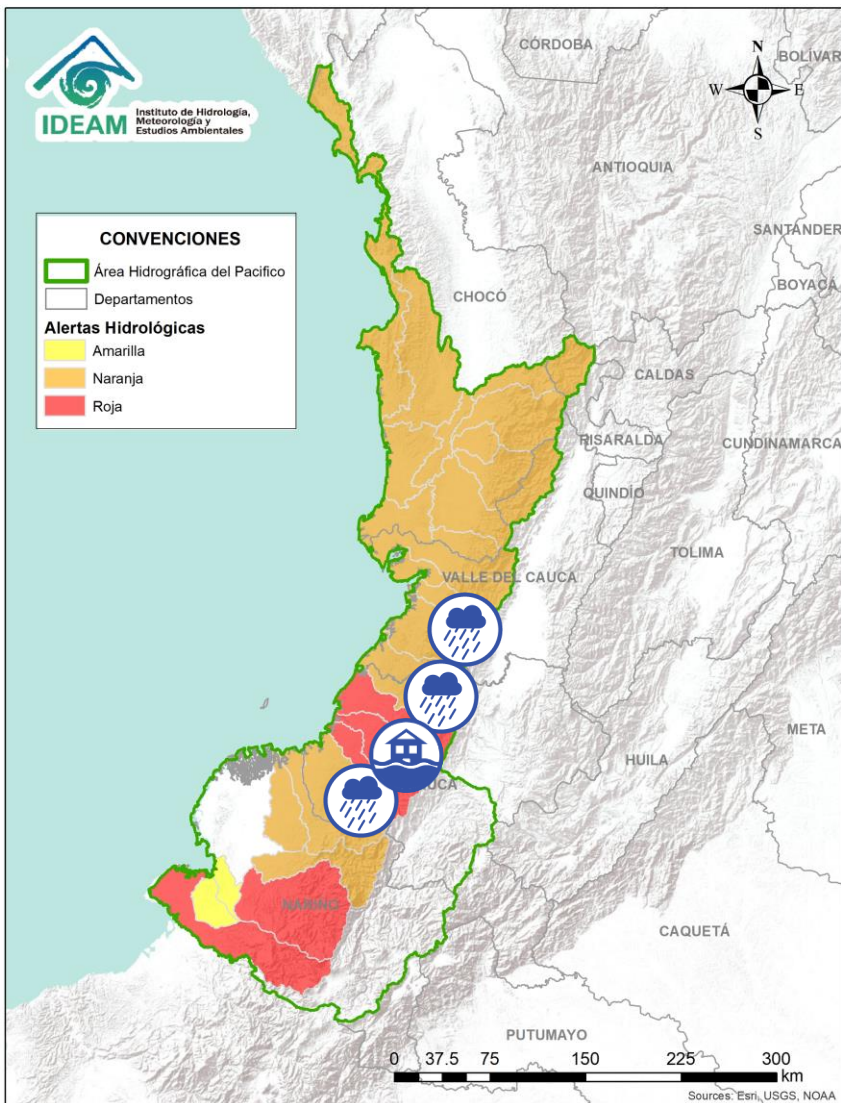 IDEAM
Instituto de Hidrología,
Meteorología y
Estudios Ambientales
CÓRDOBA
BOLÍVAR
N
W
E
S
ANTIOQUIA
SANTANDER
BOYACÁ
CONVENCIONES
Área Hidrográfica del Pacifico
Departamentos
Alertas Hidrológicas
Amarilla
Naranja
Roja
CHOCÓ
CALDAS
RISARALDA
CUNDINAMARCA
QUINDÍO
TOLIMA
VALLE DEL CAUCA
META
HUILA
NARIÑO
CAQUETÁ
PUTUMAYO
0 37.5 75 150 225 300
km
Sources: Esri, USGS, NOAA